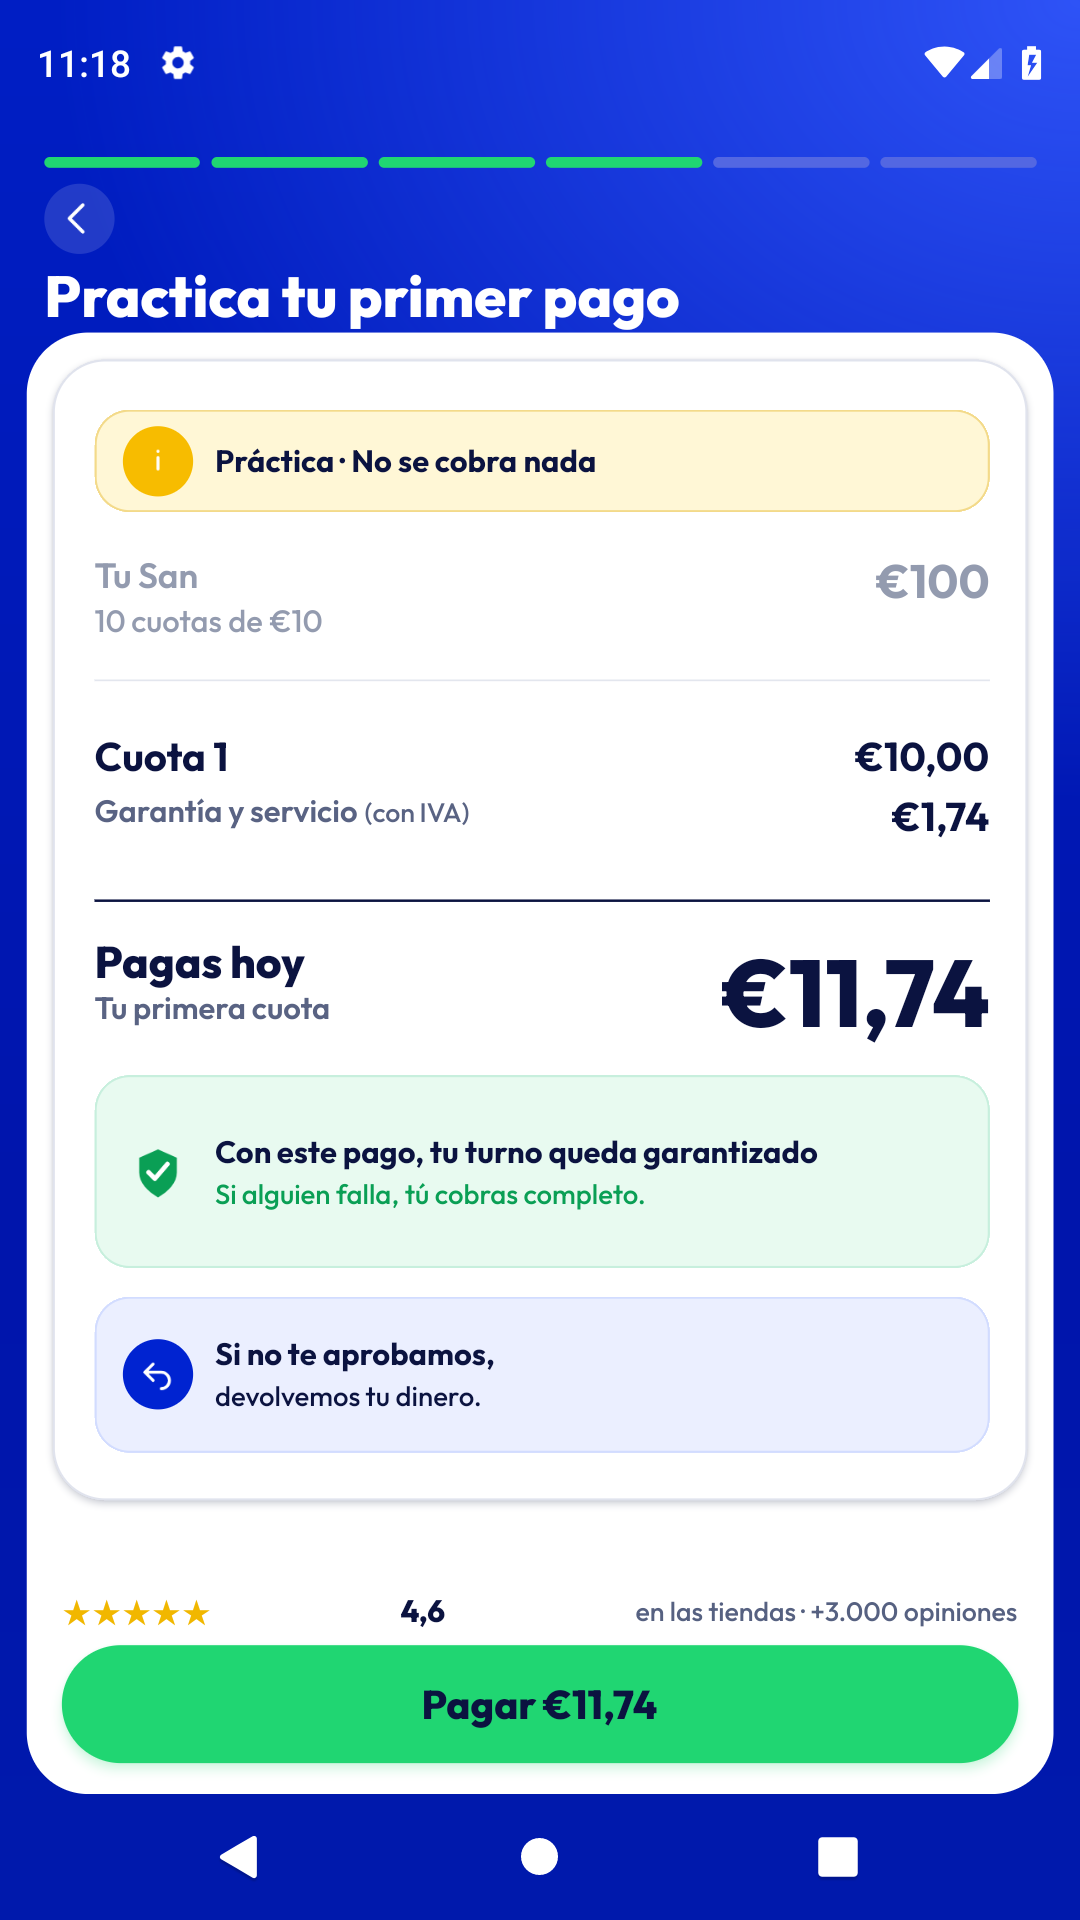 11:18
Practica tu primer pago
i
Práctica · No se cobra nada
Tu San €100
10 cuotas de €10
Cuota 1 €10,00
Garantía y servicio (con IVA) €1,74
Pagas hoy €11,74
Tu primera cuota
Con este pago, tu turno queda garantizado
Si alguien falla, tú cobras completo.
Si no te aprobamos,
devolvemos tu dinero.
★★★★★ 4,6 en las tiendas · +3.000 opiniones
Pagar €11,74